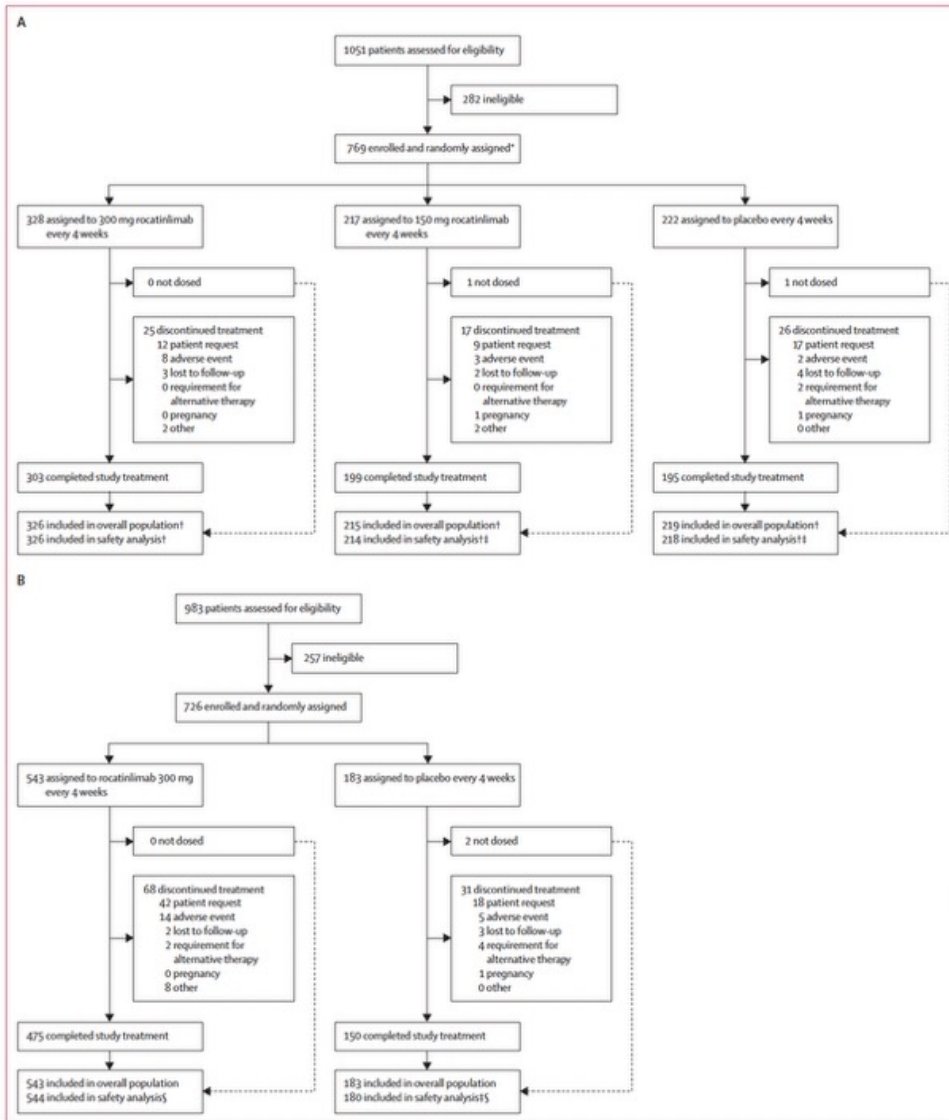 A
1051 patients assessed for eligibility
282 ineligible
769 enrolled and randomly assigned*
328 assigned to 300 mg rocatinlimab
every 4 weeks
217 assigned to 150 mg rocatinlimab
every 4 weeks
222 assigned to placebo every 4 weeks
0 not dosed
1 not dosed
1 not dosed
25 discontinued treatment
12 patient request
8 adverse event
3 lost to follow-up
0 requirement for
alternative therapy
0 pregnancy
2 other
17 discontinued treatment
9 patient request
3 adverse event
2 lost to follow-up
0 requirement for
alternative therapy
1 pregnancy
2 other
26 discontinued treatment
17 patient request
2 adverse event
4 lost to follow-up
2 requirement for
alternative therapy
1 pregnancy
0 other
303 completed study treatment
199 completed study treatment
195 completed study treatment
326 included in overall population†
326 included in safety analysis†
215 included in overall population†
214 included in safety analysis†‡
219 included in overall population†
218 included in safety analysis†‡
B
983 patients assessed for eligibility
257 ineligible
726 enrolled and randomly assigned
543 assigned to rocatinlimab 300 mg
every 4 weeks
183 assigned to placebo every 4 weeks
0 not dosed
2 not dosed
68 discontinued treatment
42 patient request
14 adverse event
2 lost to follow-up
2 requirement for
alternative therapy
0 pregnancy
8 other
31 discontinued treatment
18 patient request
5 adverse event
3 lost to follow-up
4 requirement for
alternative therapy
1 pregnancy
0 other
475 completed study treatment
150 completed study treatment
543 included in overall population
544 included in safety analysis§
183 included in overall population
180 included in safety analysis‡§